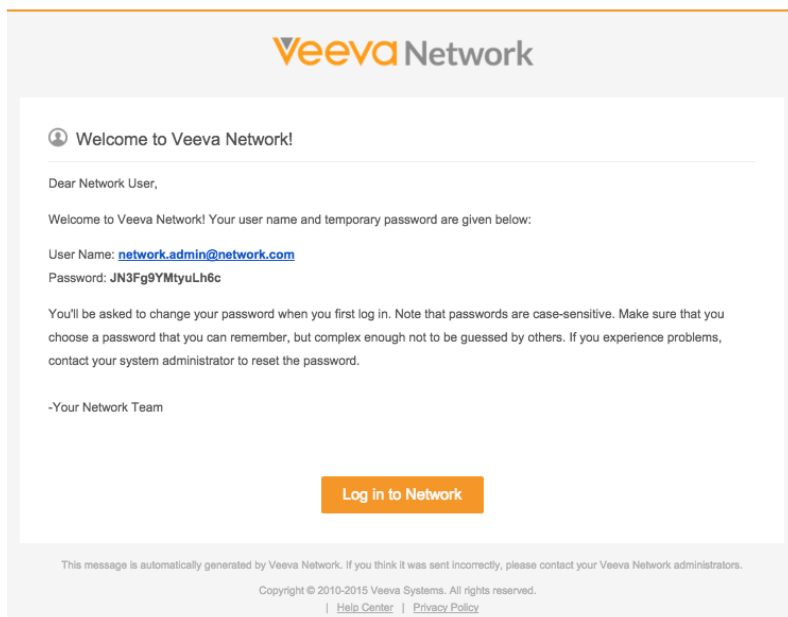 Veeva Network
Welcome to Veeva Network!
Dear Network User,
Welcome to Veeva Network! Your user name and temporary password are given below:
User Name: network.admin@network.com
Password: JN3Fg9YMtyuLh6c
You'll be asked to change your password when you first log in. Note that passwords are case-sensitive. Make sure that you
choose a password that you can remember, but complex enough not to be guessed by others. If you experience problems,
contact your system administrator to reset the password.
-Your Network Team
Log in to Network
This message is automatically generated by Veeva Network. If you think it was sent incorrectly, please contact your Veeva Network administrators.
Copyright © 2010-2015 Veeva Systems. All rights reserved.
| Help Center | Privacy Policy